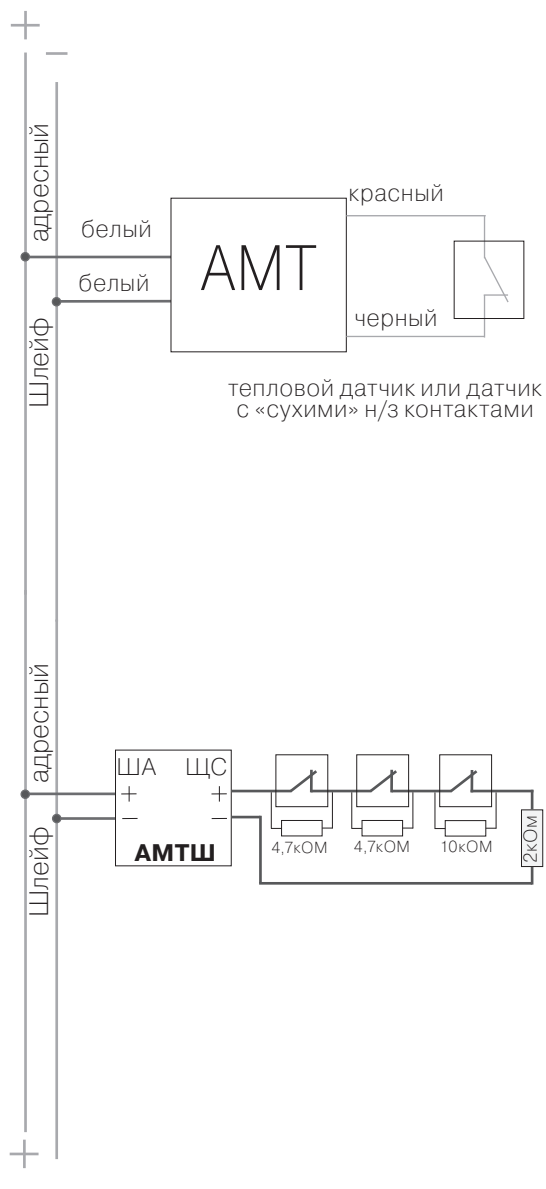 +
−
адресный
Шлейф
белый
белый
АМТ
красный
черный
тепловой датчик или датчик
с «сухими» н/з контактами
адресный
Шлейф
ША ЩС
+ +
− −
АМТШ
4,7кОМ 4,7кОМ 10кОМ
2кОм
+